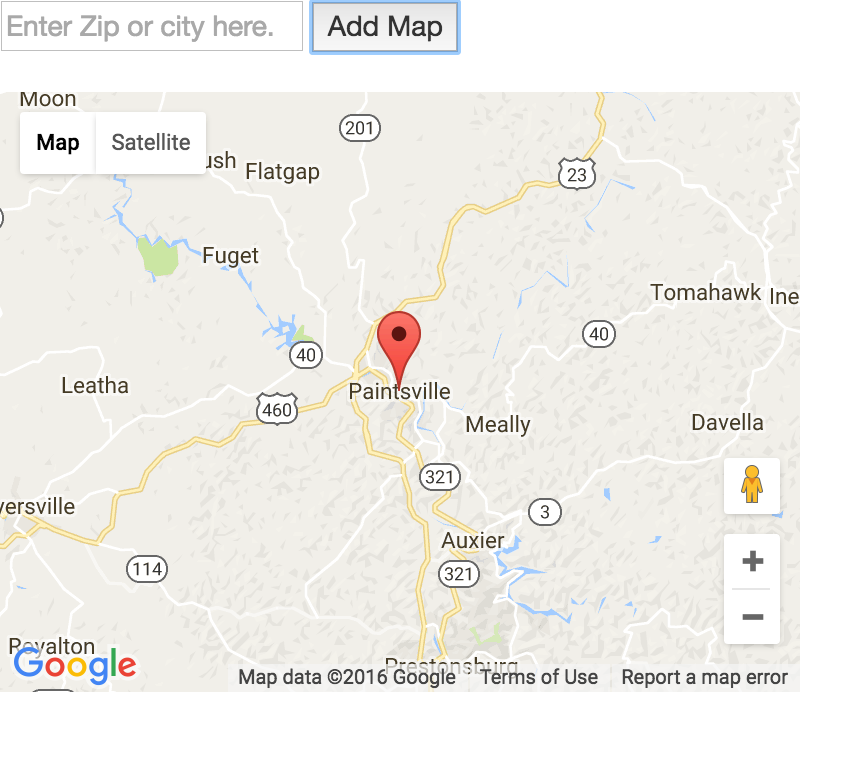 Enter Zip or city here. Add Map
Moon
201
Map Satellite
ush Flatgap
23
Fuget
Tomahawk Ine
40
40
Leatha
Paintsville
460
Meally
Davella
321
yersville
3
Auxier
114
321
Royalton
Google
Prestonsburg
Map data ©2016 Google Terms of Use Report a map error